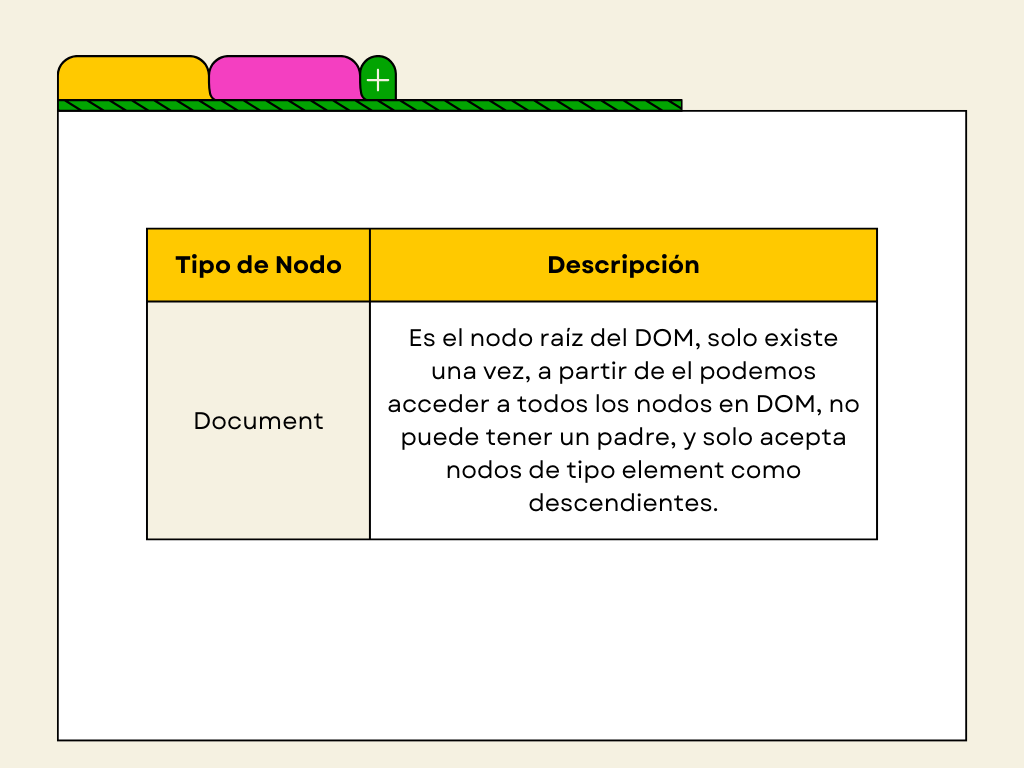 Tipo de Nodo
Descripción
Document
Es el nodo raíz del DOM, solo existe
una vez, a partir de el podemos
acceder a todos los nodos en DOM, no
puede tener un padre, y solo acepta
nodos de tipo element como
descendientes.